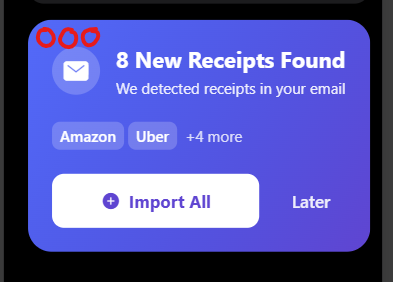 8 New Receipts Found
We detected receipts in your email
Amazon Uber +4 more
Import All Later